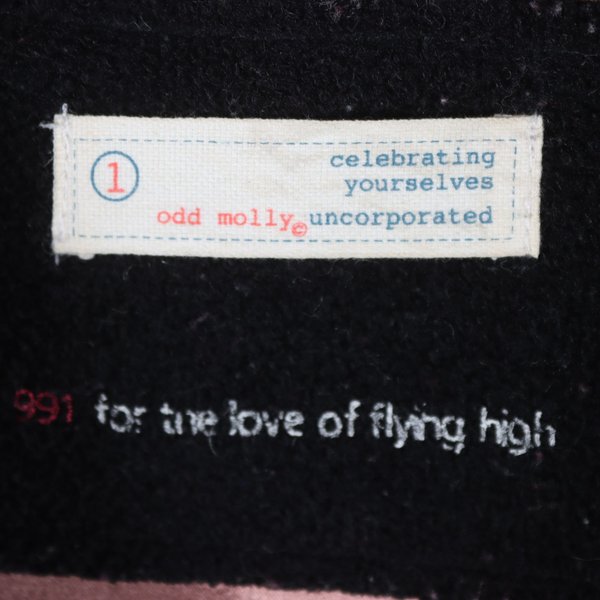 celebrating
1 yourselves
odd molly© uncorporated
991 for the love of flying high